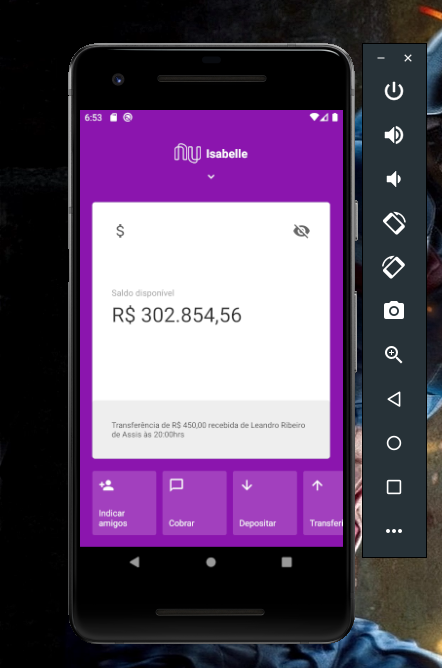 6:53
nu Isabelle
$
Saldo disponível
R$ 302.854,56
Transferência de R$ 450,00 recebida de Leandro Ribeiro
de Assis às 20:00hrs
Indicar
amigos
Cobrar
Depositar
Transferi